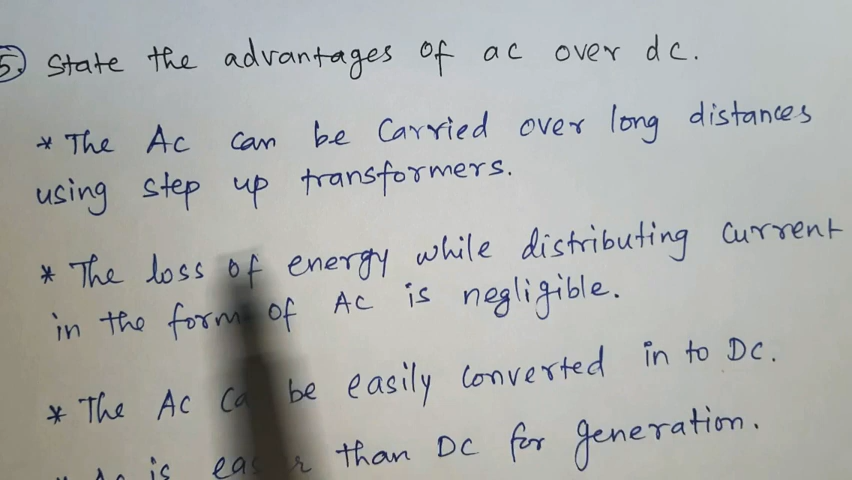 5. State the advantages of ac over dc.
* The AC can be Carried over long distances
using step up transformers.
* The loss of energy while distributing current
in the form of AC is negligible.
* The AC be easily converted in to DC.
is than DC for generation.